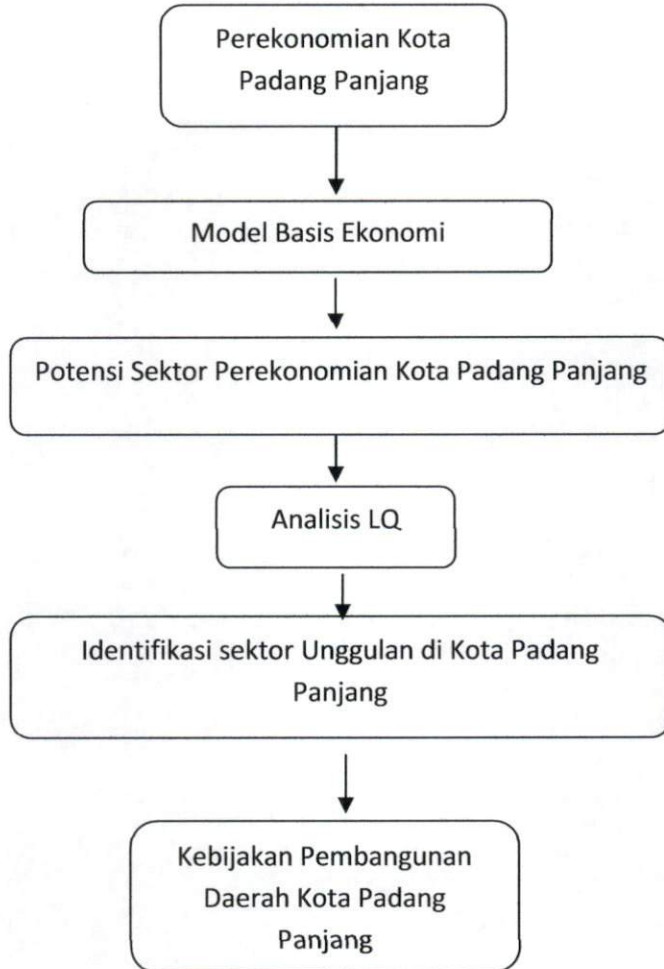 Perekonomian Kota
Padang Panjang
Model Basis Ekonomi
Potensi Sektor Perekonomian Kota Padang Panjang
Analisis LQ
Identifikasi sektor Unggulan di Kota Padang
Panjang
Kebijakan Pembangunan
Daerah Kota Padang
Panjang